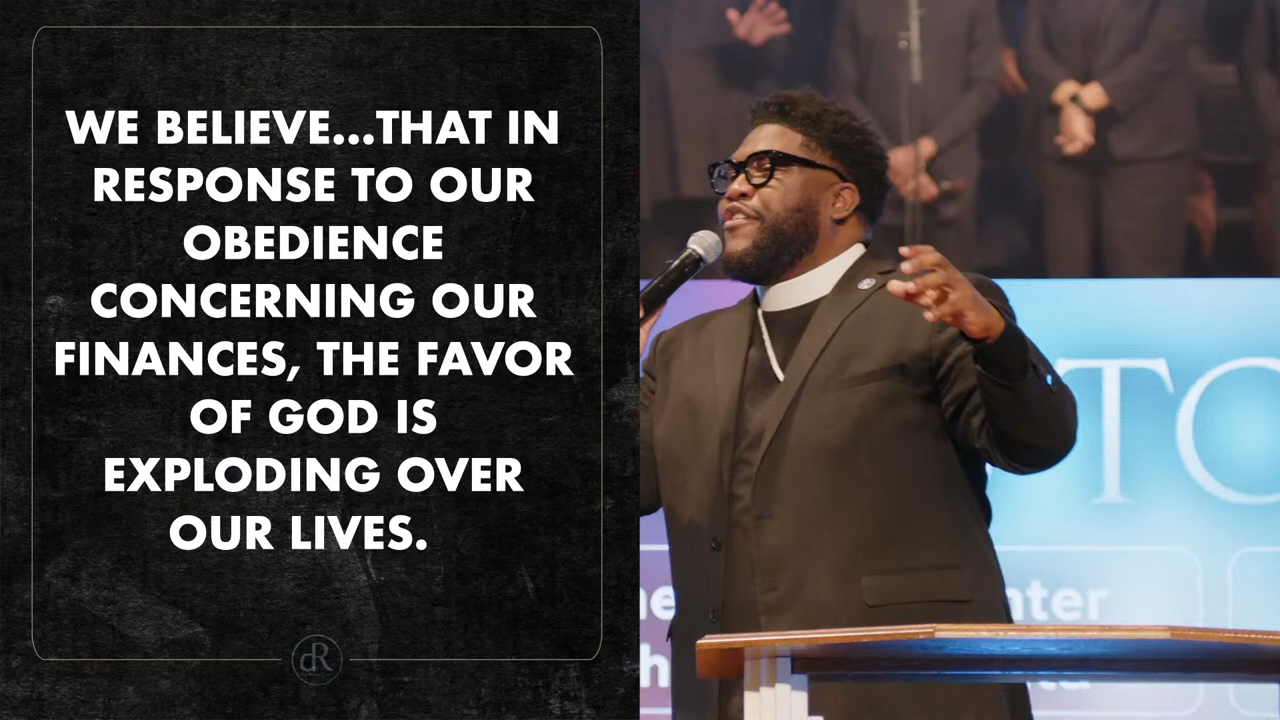 WE BELIEVE...THAT IN
RESPONSE TO OUR
OBEDIENCE
CONCERNING OUR
FINANCES, THE FAVOR
OF GOD IS
EXPLODING OVER
OUR LIVES.
dR
TO